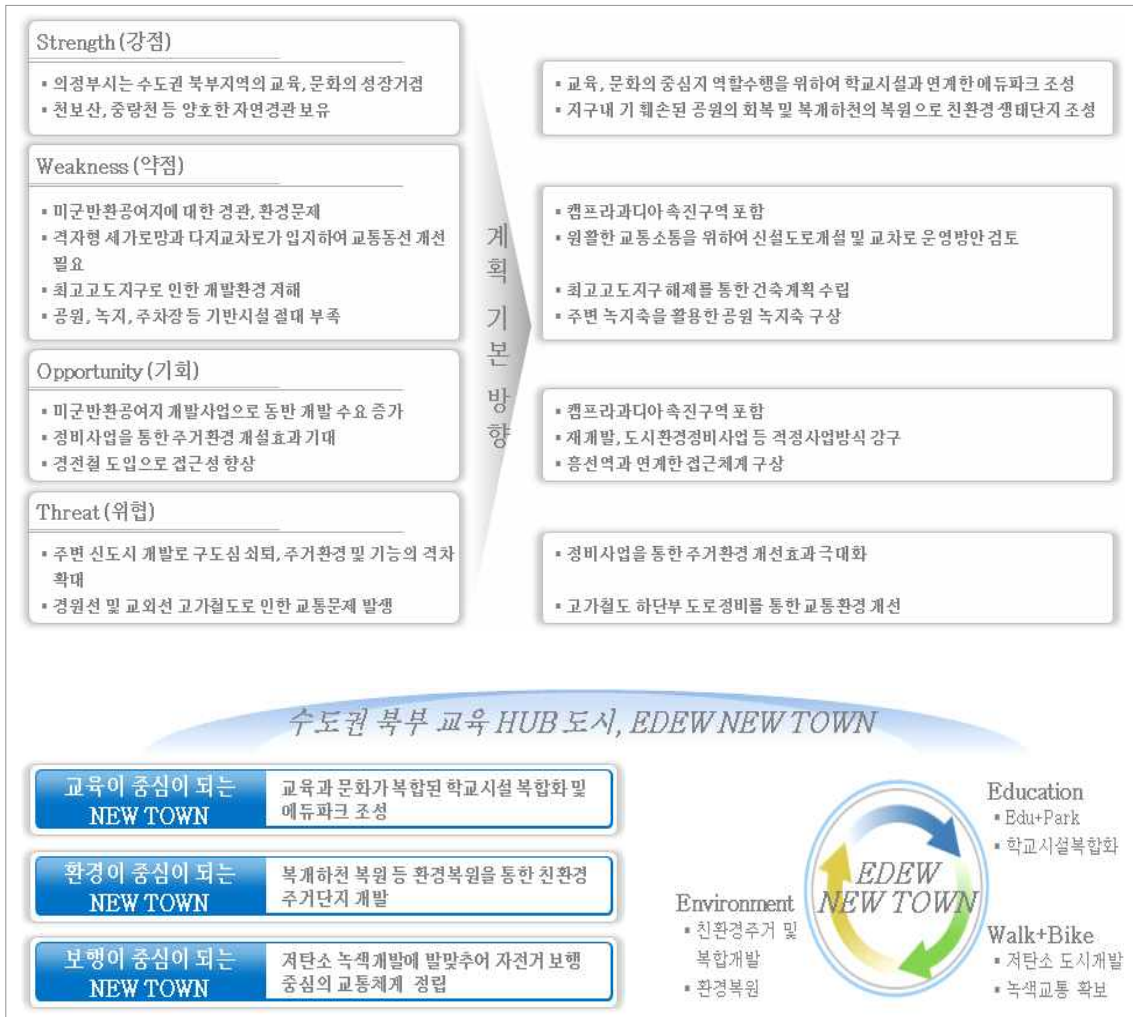 Strength (강점)
▪ 의정부시는 수도권 북부지역의 교육, 문화의 성장거점
▪ 천보산, 중랑천 등 양호한 자연경관 보유
▪ 교육, 문화의 중심지 역할수행을 위하여 학교시설과 연계한 에듀파크 조성
▪ 지구내 기 훼손된 공원의 회복 및 복개하천의 복원으로 친환경 생태단지 조성
Weakness (약점)
▪ 미군반환공여지에 대한 경관, 환경문제
▪ 격자형 세가로망과 다지교차로가 입지하여 교통동선 개선
필요
▪ 최고고도지구로 인한 개발환경 저해
▪ 공원, 녹지, 주차장 등 기반시설 절대 부족
계획 기본 방향
▪ 캠프라과디아 촉진구역 포함
▪ 원활한 교통소통을 위하여 신설도로개설 및 교차로 운영방안 검토
▪ 최고고도지구 해제를 통한 건축계획 수립
▪ 주변 녹지축을 활용한 공원 녹지축 구상
Opportunity (기회)
▪ 미군반환공여지 개발사업으로 동반 개발 수요 증가
▪ 정비사업을 통한 주거환경 개설효과 기대
▪ 경전철 도입으로 접근성 향상
▪ 캠프라과디아 촉진구역 포함
▪ 재개발, 도시환경정비사업 등 적정사업방식 강구
▪ 흥선역과 연계한 접근체계 구상
Threat (위협)
▪ 주변 신도시 개발로 구도심 쇠퇴, 주거환경 및 기능의 격차
확대
▪ 경원선 및 교외선 고가철도로 인한 교통문제 발생
▪ 정비사업을 통한 주거환경 개선효과 극대화
▪ 고가철도 하단부 도로정비를 통한 교통환경 개선
수도권 북부 교육 HUB 도시, EDEW NEW TOWN
교육이 중심이 되는
NEW TOWN
교육과 문화가 복합된 학교시설 복합화 및
에듀파크 조성
환경이 중심이 되는
NEW TOWN
복개하천 복원 등 환경복원을 통한 친환경
주거단지 개발
보행이 중심이 되는
NEW TOWN
저탄소 녹색개발에 발맞추어 자전거 보행
중심의 교통체계 정립
EDEW
NEW TOWN
Education
▪ Edu+Park
▪ 학교시설복합화
Environment
▪ 친환경주거 및
복합개발
▪ 환경복원
Walk+Bike
▪ 저탄소 도시개발
▪ 녹색교통 확보